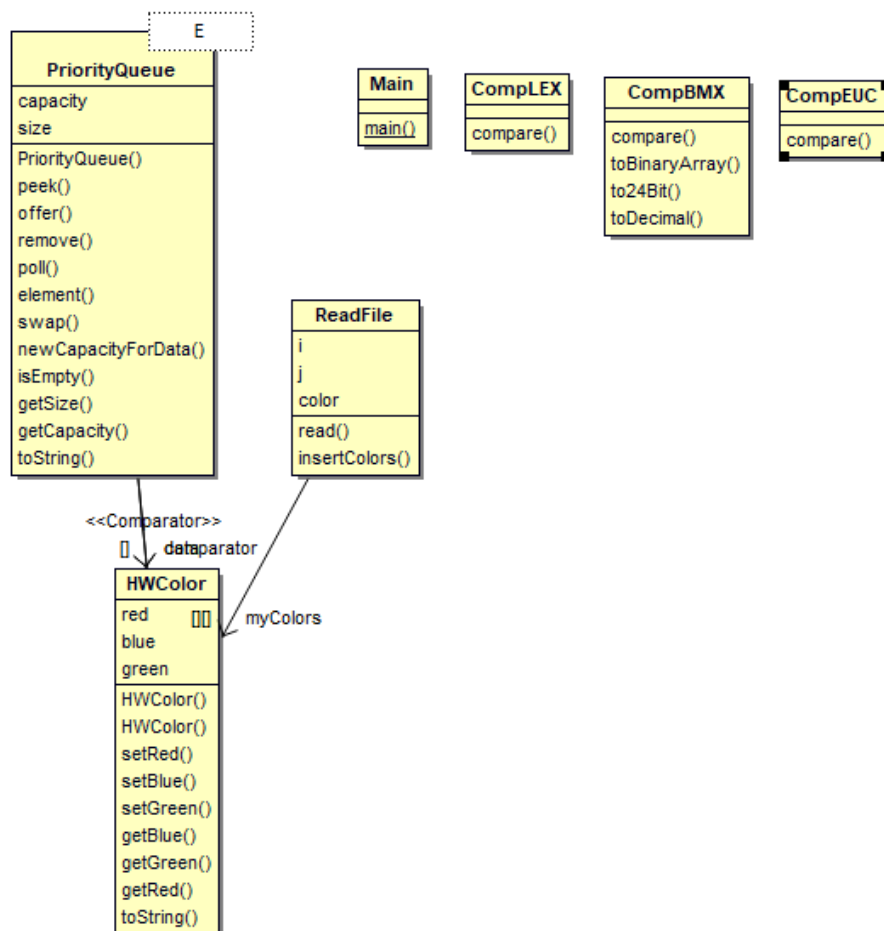 E
PriorityQueue
capacity
size
PriorityQueue()
peek()
offer()
remove()
poll()
element()
swap()
newCapacityForData()
isEmpty()
getSize()
getCapacity()
toString()
Main
main()
CompLEX
compare()
CompBMX
compare()
toBinaryArray()
to24Bit()
toDecimal()
CompEUC
compare()
ReadFile
i
j
color
read()
insertColors()
<<Comparator>>
[] comparator
data
HWColor
red
blue
green
[][] myColors
HWColor()
HWColor()
setRed()
setBlue()
setGreen()
getBlue()
getGreen()
getRed()
toString()